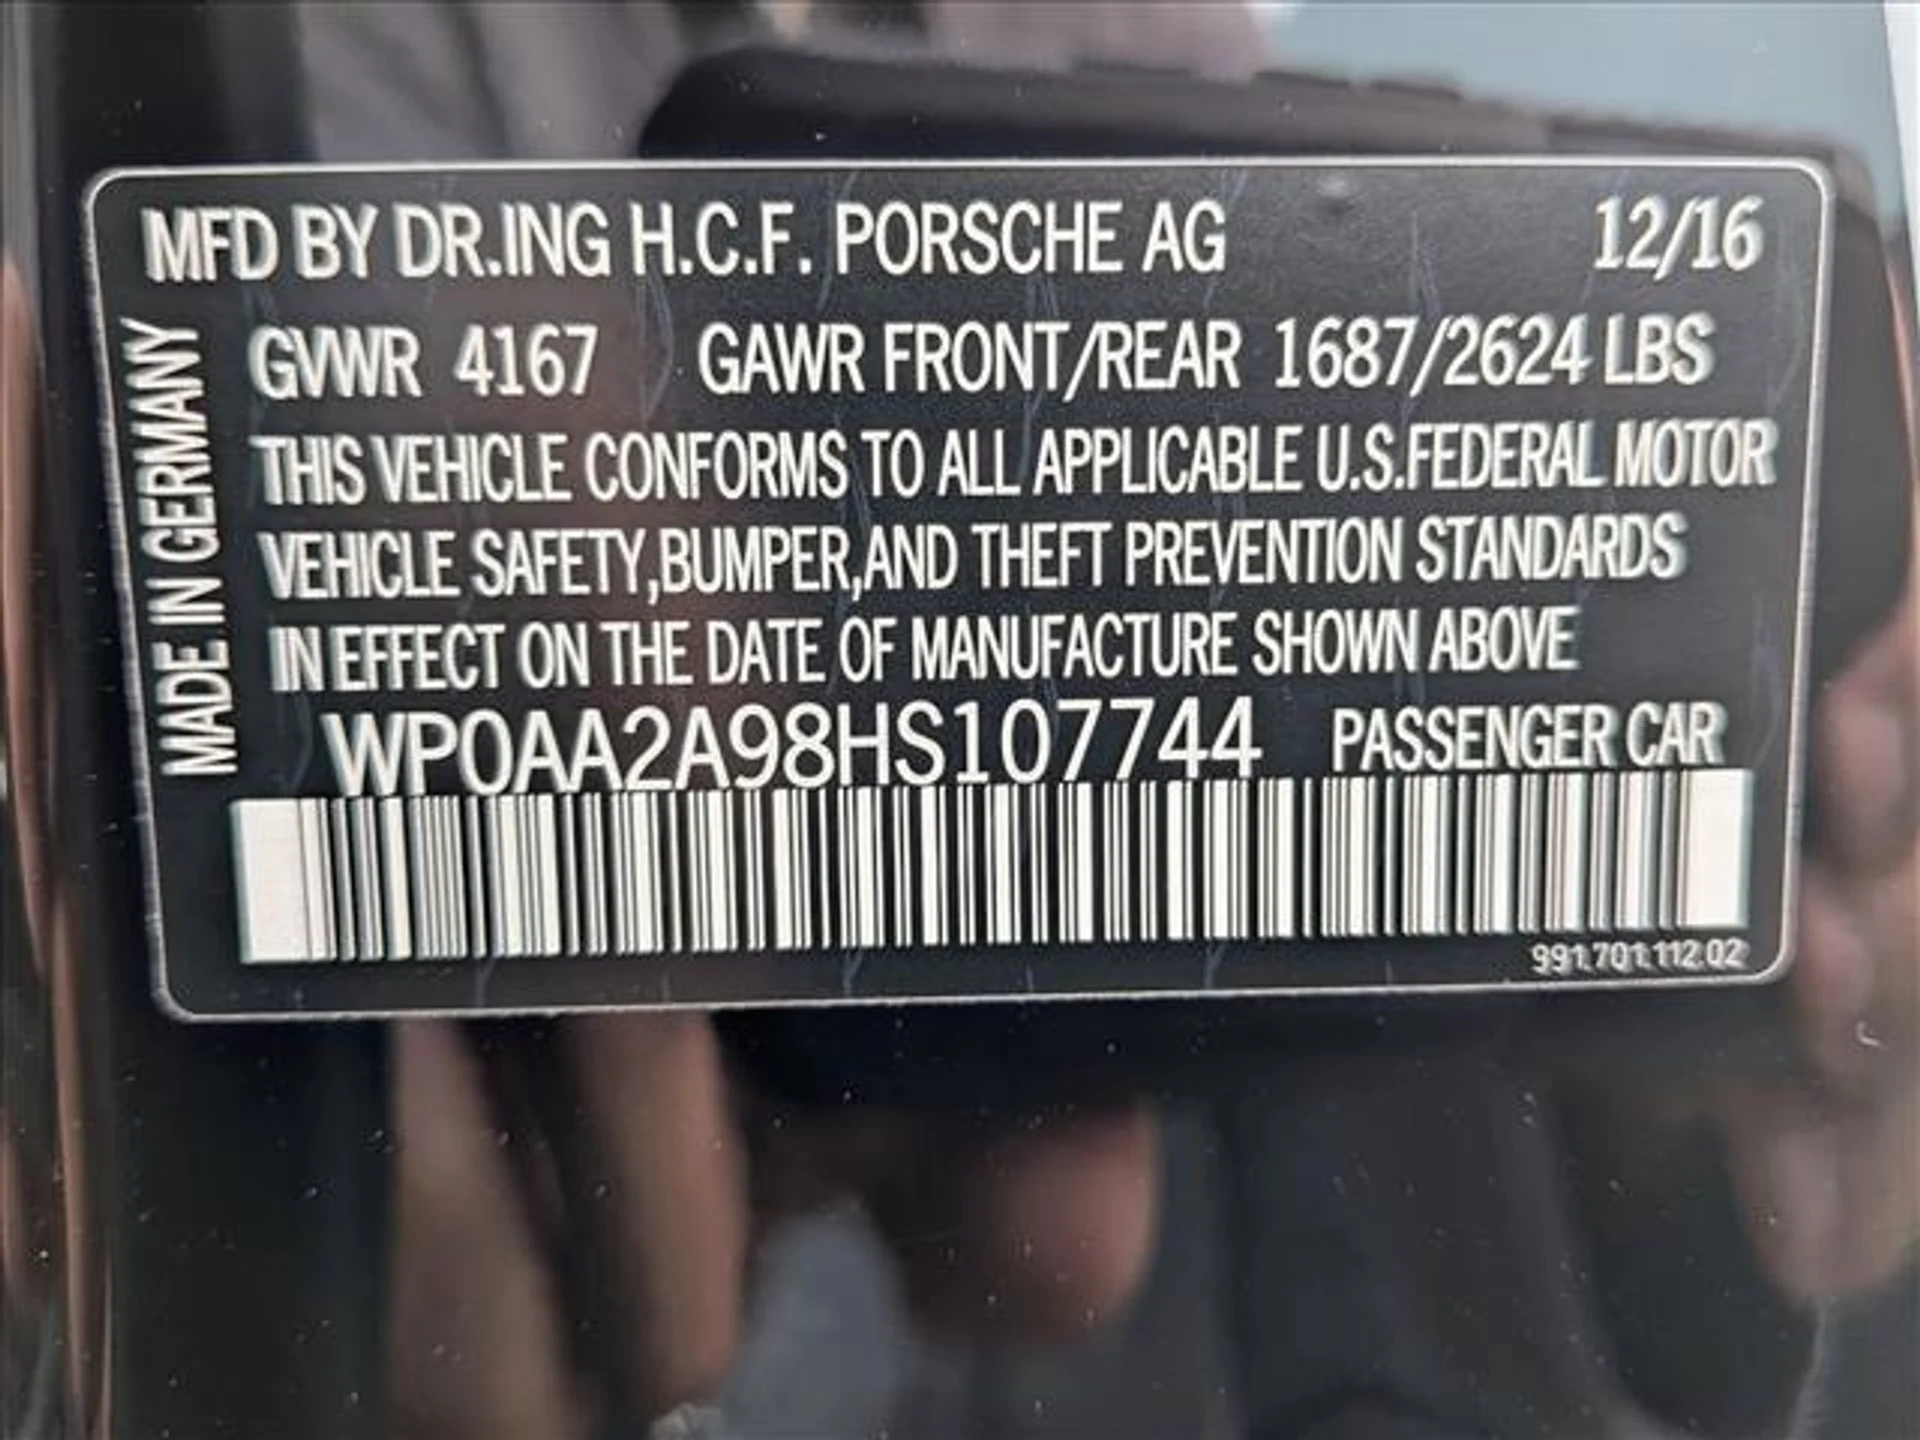 MFD BY DR.ING H.C.F. PORSCHE AG 12/16
GVWR 4167 GAWR FRONT/REAR 1687/2624 LBS
THIS VEHICLE CONFORMS TO ALL APPLICABLE U.S.FEDERAL MOTOR
VEHICLE SAFETY,BUMPER,AND THEFT PREVENTION STANDARDS
IN EFFECT ON THE DATE OF MANUFACTURE SHOWN ABOVE
WP0AA2A98HS107744 PASSENGER CAR
991.701.112.02
MADE IN GERMANY